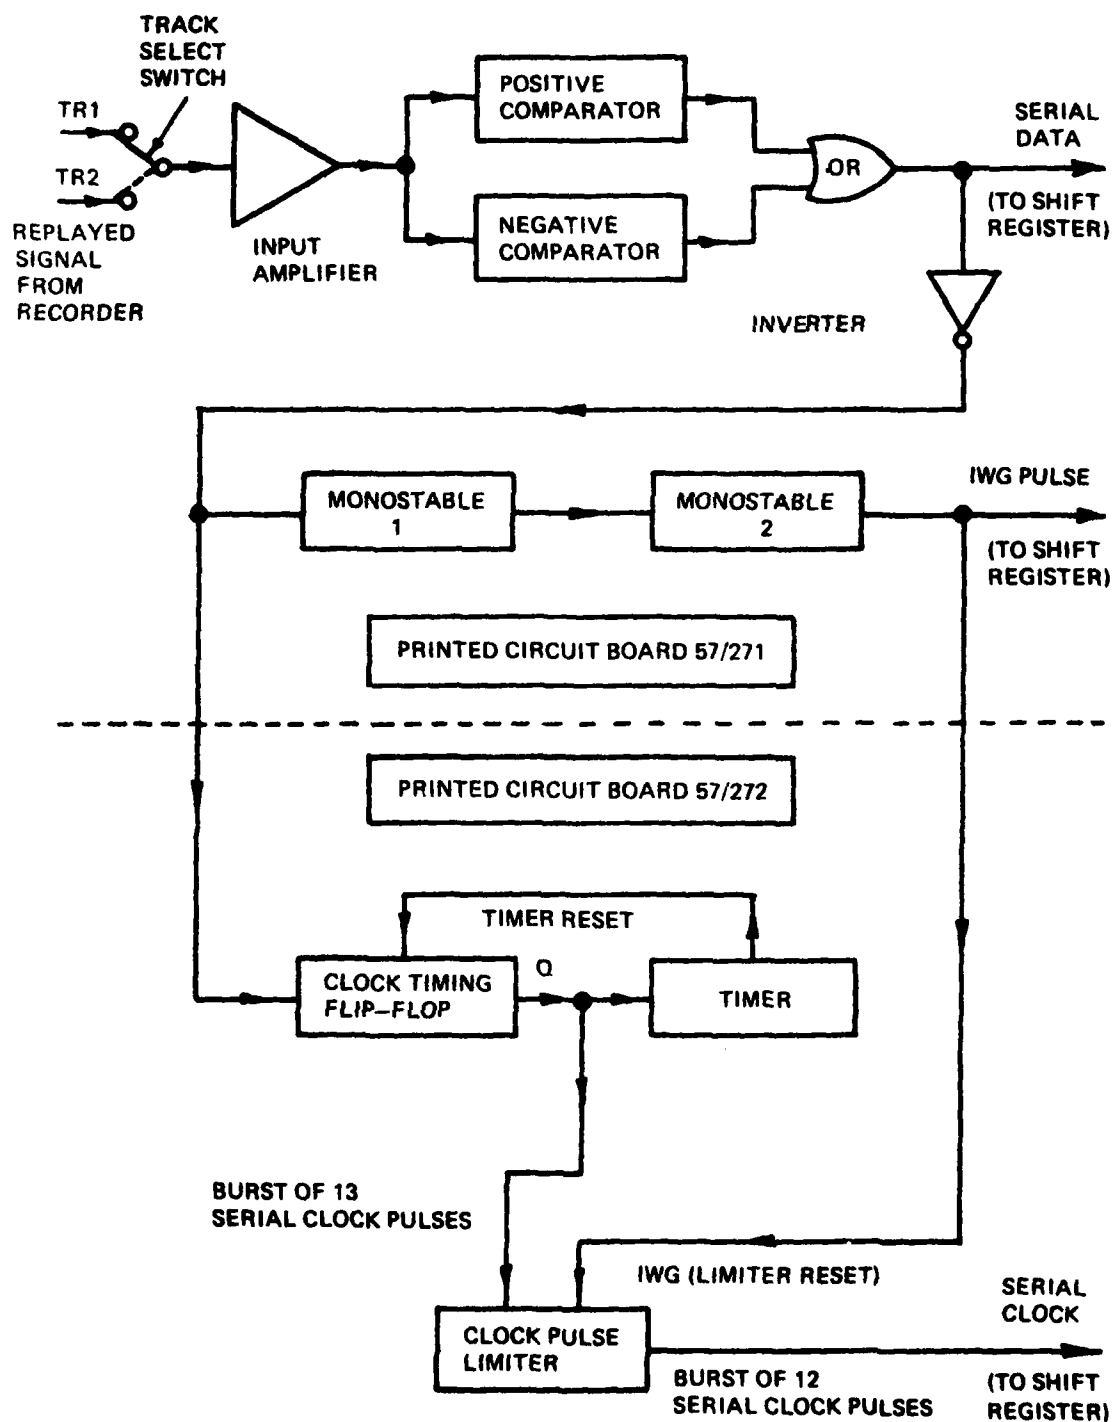 TRACK
SELECT
SWITCH
TR1
TR2
REPLAYED
SIGNAL
FROM
RECORDER
INPUT
AMPLIFIER
POSITIVE
COMPARATOR
NEGATIVE
COMPARATOR
OR
SERIAL
DATA
(TO SHIFT
REGISTER)
INVERTER
MONOSTABLE
1
MONOSTABLE
2
IWG PULSE
(TO SHIFT
REGISTER)
PRINTED CIRCUIT BOARD 57/271
PRINTED CIRCUIT BOARD 57/272
TIMER RESET
CLOCK TIMING
FLIP-FLOP
Q
TIMER
BURST OF 13
SERIAL CLOCK PULSES
IWG (LIMITER RESET)
CLOCK PULSE
LIMITER
SERIAL
CLOCK
BURST OF 12
SERIAL CLOCK PULSES
(TO SHIFT
REGISTER)